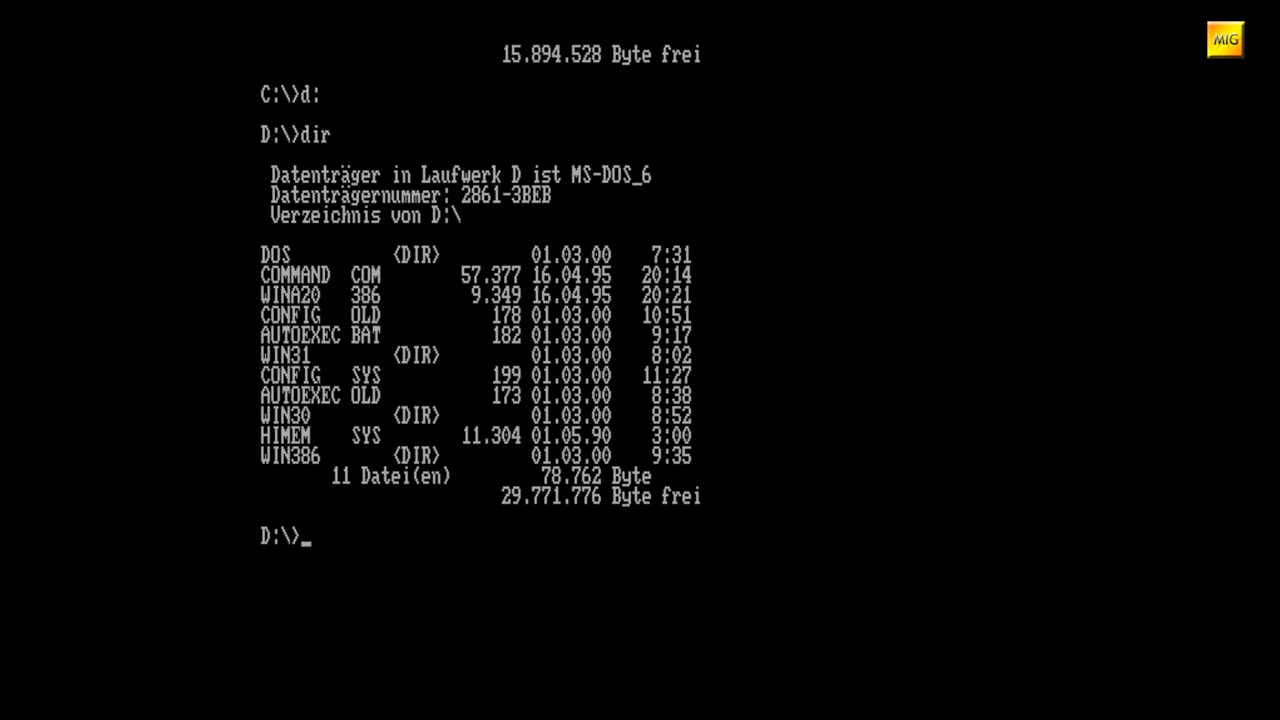 MIG
15.894.528 Byte frei
C:\>d:
D:\>dir
Datenträger in Laufwerk D ist MS-DOS_6
Datenträgernummer: 2861-3BEB
Verzeichnis von D:\
DOS <DIR> 01.03.00 7:31
COMMAND COM 57.377 16.04.95 20:14
WINA20 386 9.349 16.04.95 20:21
CONFIG OLD 178 01.03.00 10:51
AUTOEXEC BAT 182 01.03.00 9:17
WIN31 <DIR> 01.03.00 8:02
CONFIG SYS 199 01.03.00 11:27
AUTOEXEC OLD 173 01.03.00 8:38
WIN30 <DIR> 01.03.00 8:52
HIMEM SYS 11.304 01.05.90 3:00
WIN386 <DIR> 01.03.00 9:35
11 Datei(en) 78.762 Byte
29.771.776 Byte frei
D:\>_